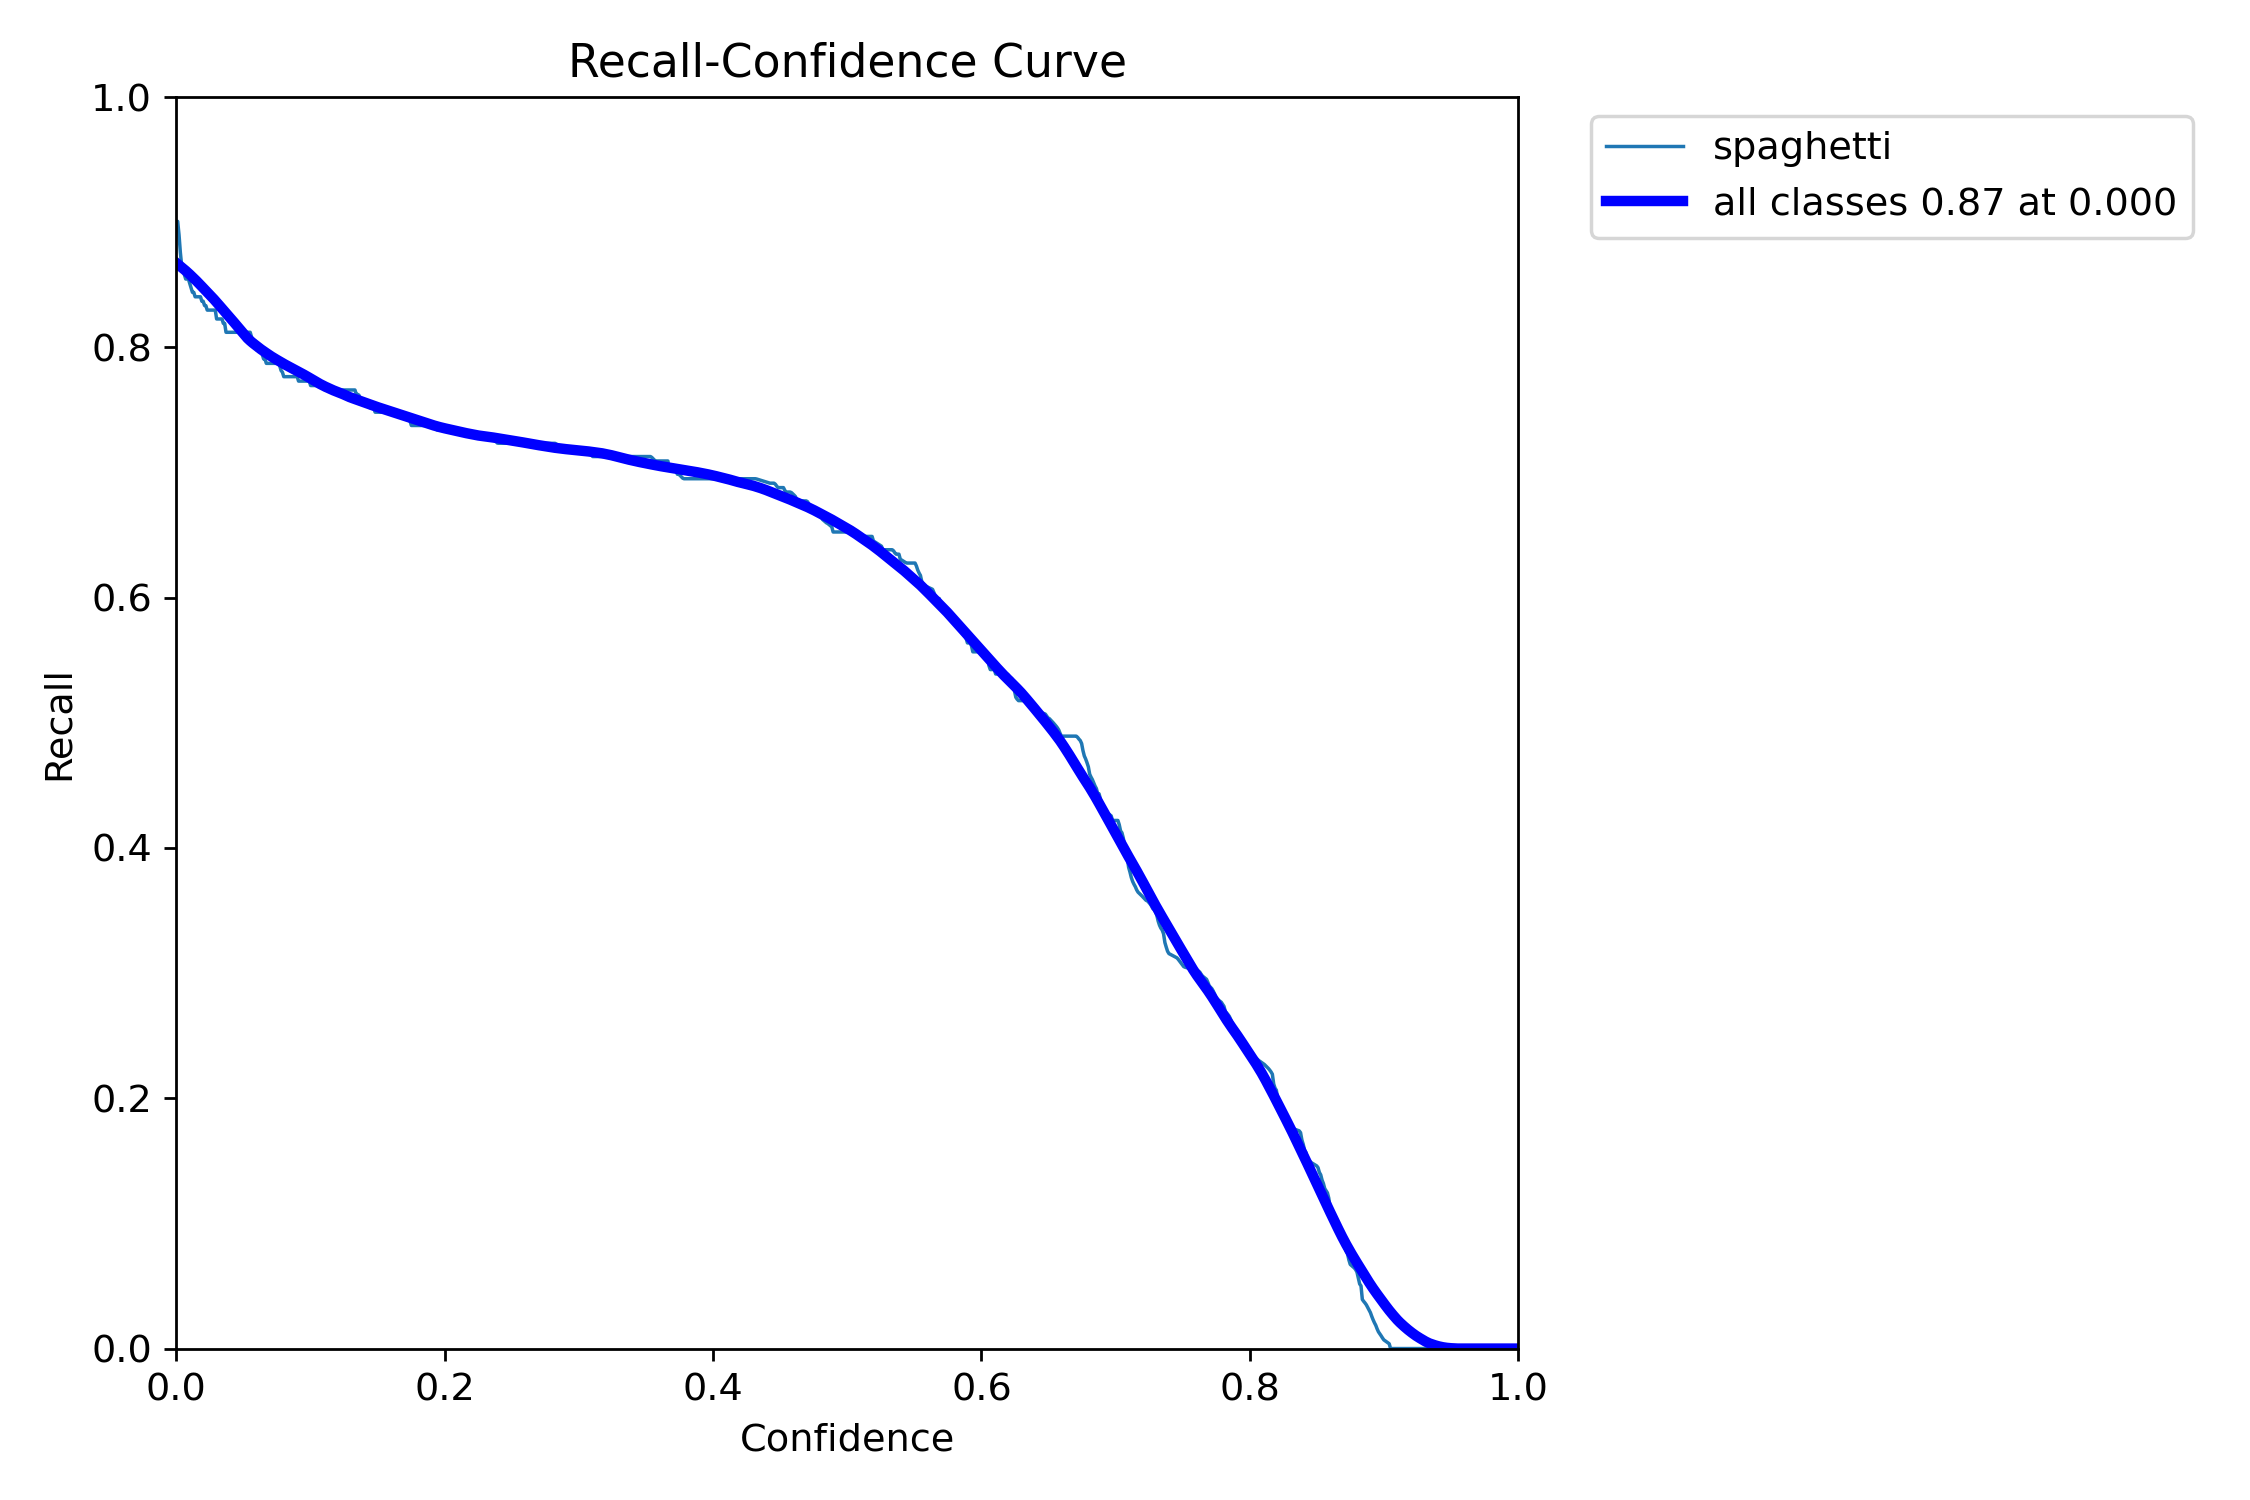 Recall-Confidence Curve
1.0
0.8
0.6
0.4
0.2
0.0
Recall
0.0 0.2 0.4 0.6 0.8 1.0
Confidence
spaghetti
all classes 0.87 at 0.000